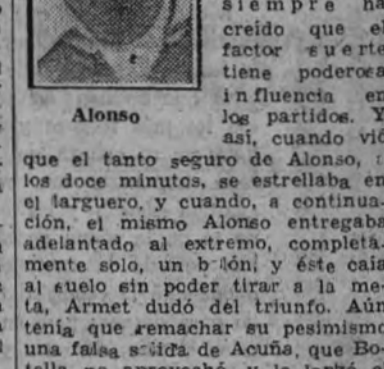 siempre ha
creído que el
factor suerte
tiene poderosa
influencia en
los partidos. Y
así, cuando vió
Alonso
que el tanto seguro de Alonso, a
los doce minutos, se estrellaba en
el larguero, y cuando, a continua-
ción, el mismo Alonso entregaba
adelantado al extremo, completa-
mente solo, un balón, y éste caía
al suelo sin poder tirar a la me-
ta, Armet dudó del triunfo. Aún
tenía que remachar su pesimismo
una falsa salida de Acuña, que Bo-